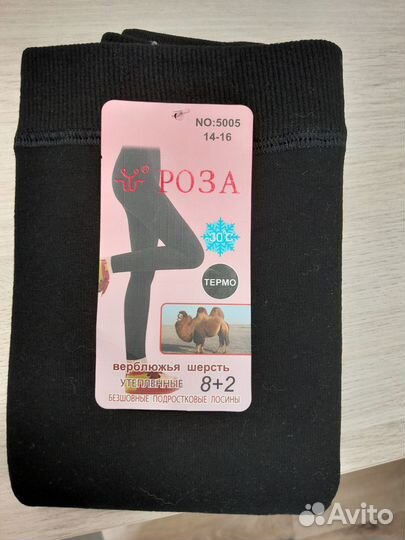 NO:5005
14-16
РОЗА
-30°C
ТЕРМО
верблюжья шерсть
УТЕПЛЕННЫЕ 8+2
БЕЗШОВНЫЕ ПОДРОСТКОВЫЕ ЛОСИНЫ
Avito